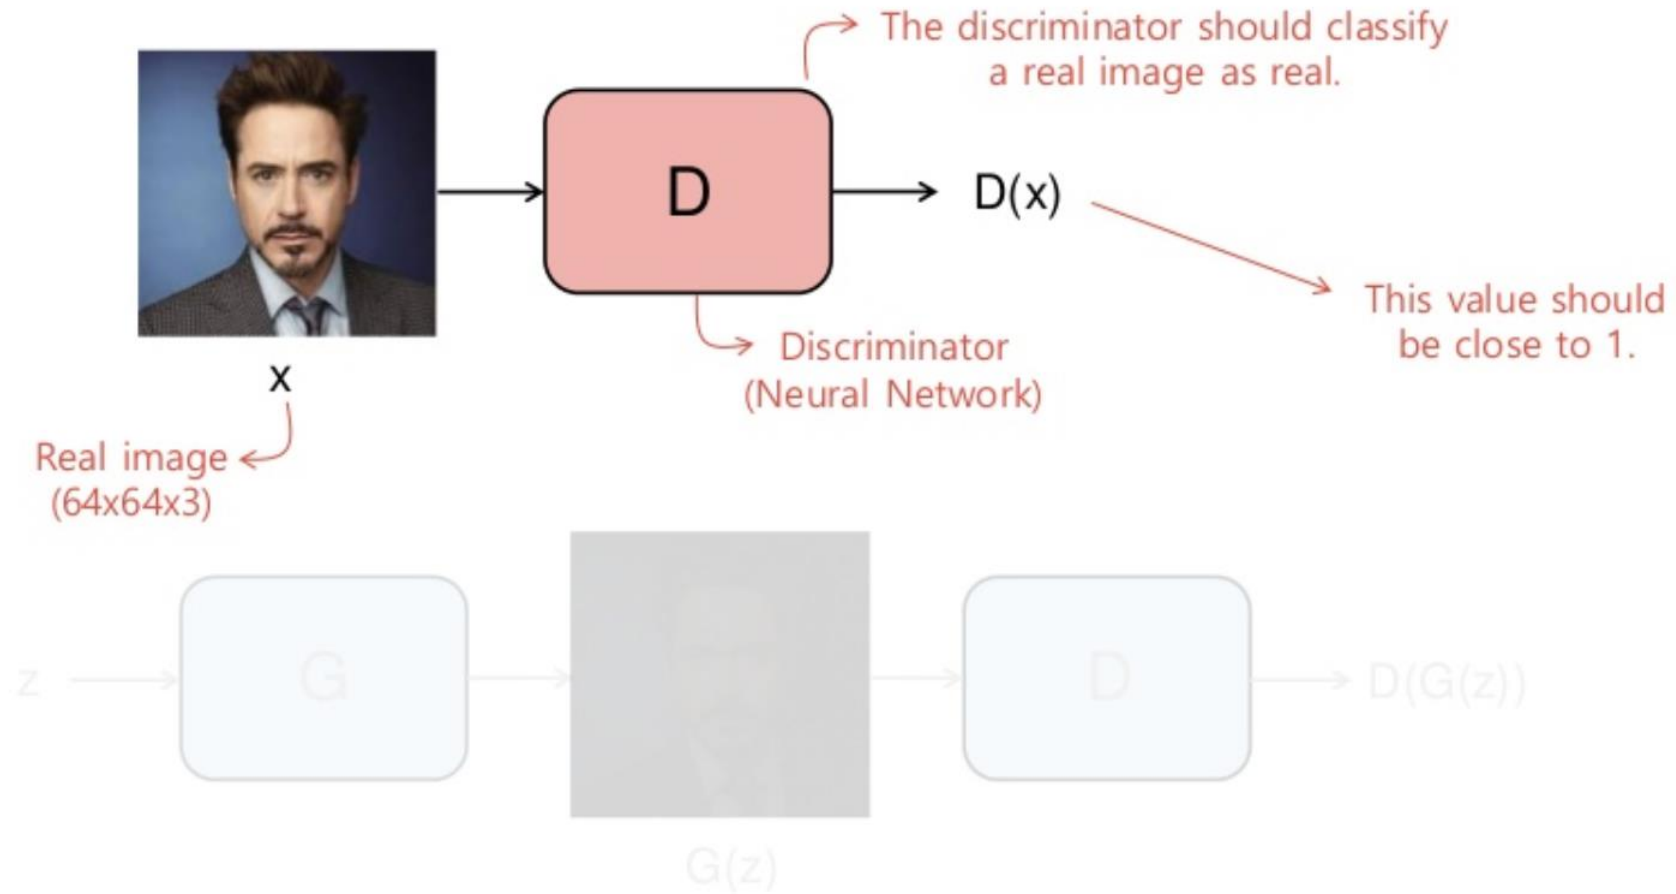 The discriminator should classify
a real image as real.
D
D(x)
This value should
be close to 1.
Discriminator
(Neural Network)
x
Real image
(64x64x3)
z
G
D
D(G(z))
G(z)